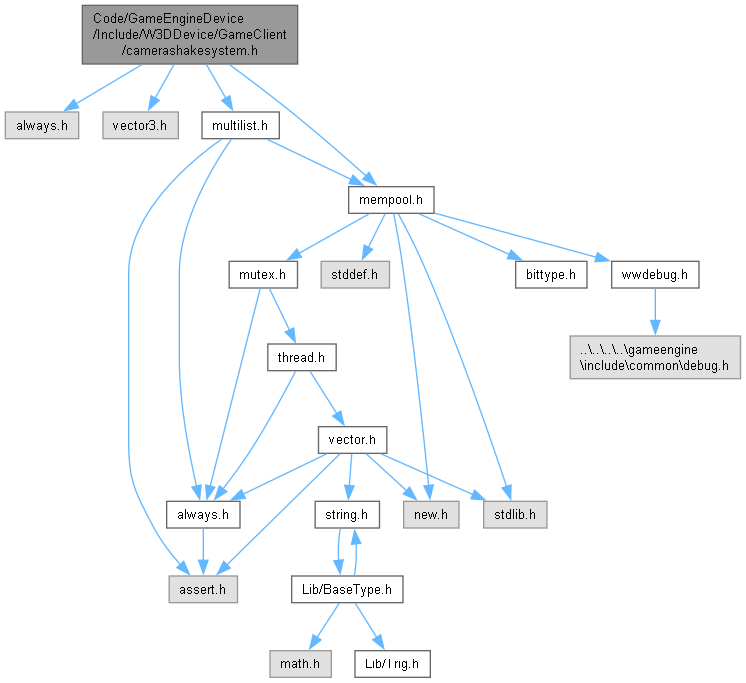 Code/GameEngineDevice
/Include/W3DDevice/GameClient
/camerashakesystem.h
always.h
vector3.h
multilist.h
mempool.h
mutex.h
stddef.h
bittype.h
wwdebug.h
thread.h
..\..\..\..\gameengine
\include\common\debug.h
vector.h
always.h
string.h
new.h
stdlib.h
assert.h
Lib/BaseType.h
math.h
Lib/Trig.h